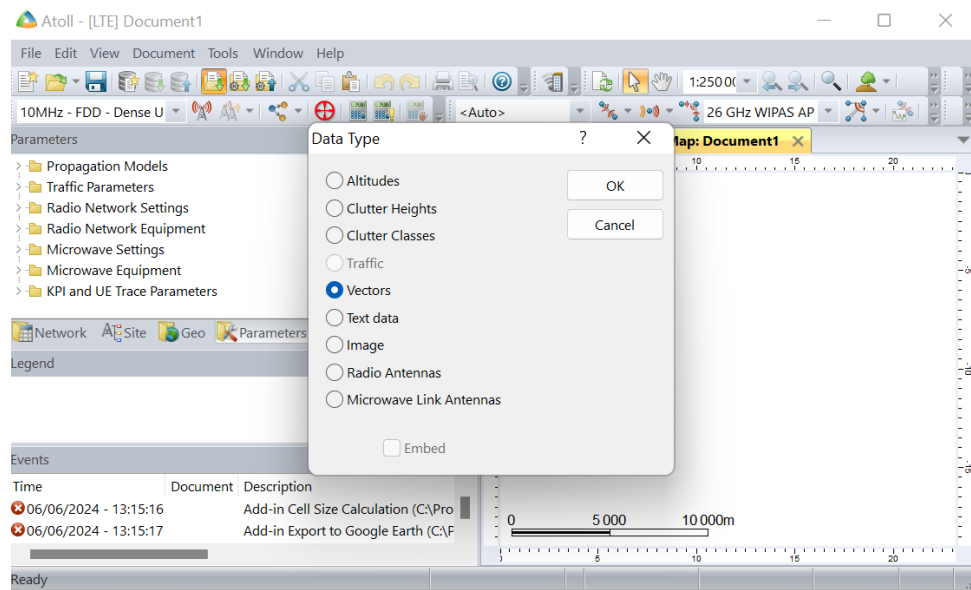 Atoll - [LTE] Document1
File Edit View Document Tools Window Help
1:25000
10MHz - FDD - Dense U
<Auto>
26 GHz WIPAS AP
Parameters
Map: Document1
Propagation Models
Traffic Parameters
Radio Network Settings
Radio Network Equipment
Microwave Settings
Microwave Equipment
KPI and UE Trace Parameters
Network Site Geo Parameters
Legend
Events
Time Document Description
06/06/2024 - 13:15:16 Add-in Cell Size Calculation (C:\Pro
06/06/2024 - 13:15:17 Add-in Export to Google Earth (C:\P
Ready
Data Type ?
Altitudes
Clutter Heights
Clutter Classes
Traffic
Vectors
Text data
Image
Radio Antennas
Microwave Link Antennas
Embed
OK
Cancel
10 15 20
-5
-10
-15
0 5 000 10 000m
5 10 15 20